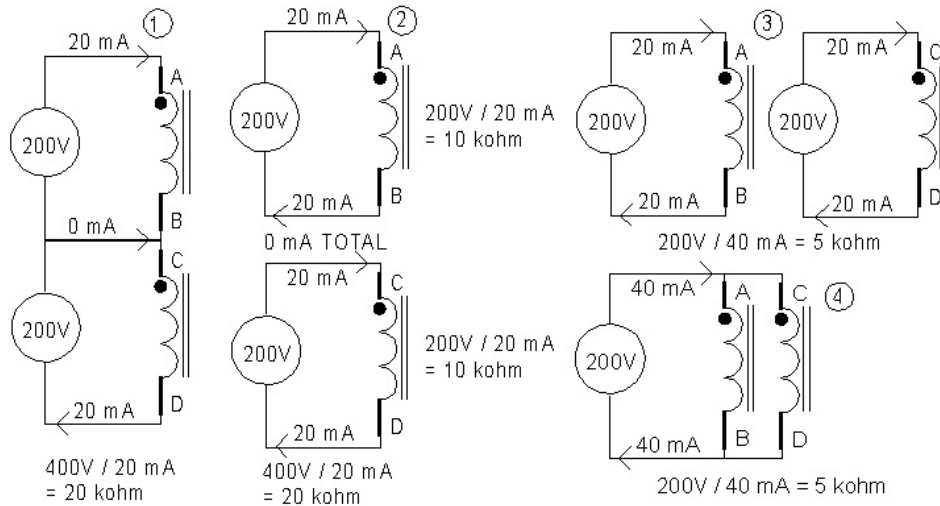 1
20 mA
A
200V
B
0 mA
C
200V
D
20 mA
400V / 20 mA
= 20 kohm
2
20 mA
A
200V
200V / 20 mA
= 10 kohm
B
20 mA
0 mA TOTAL
20 mA
C
200V
200V / 20 mA
= 10 kohm
D
20 mA
400V / 20 mA
= 20 kohm
3
20 mA
A
200V
B
20 mA
20 mA
C
200V
D
20 mA
200V / 40 mA = 5 kohm
4
40 mA
A
C
200V
B
D
40 mA
200V / 40 mA = 5 kohm